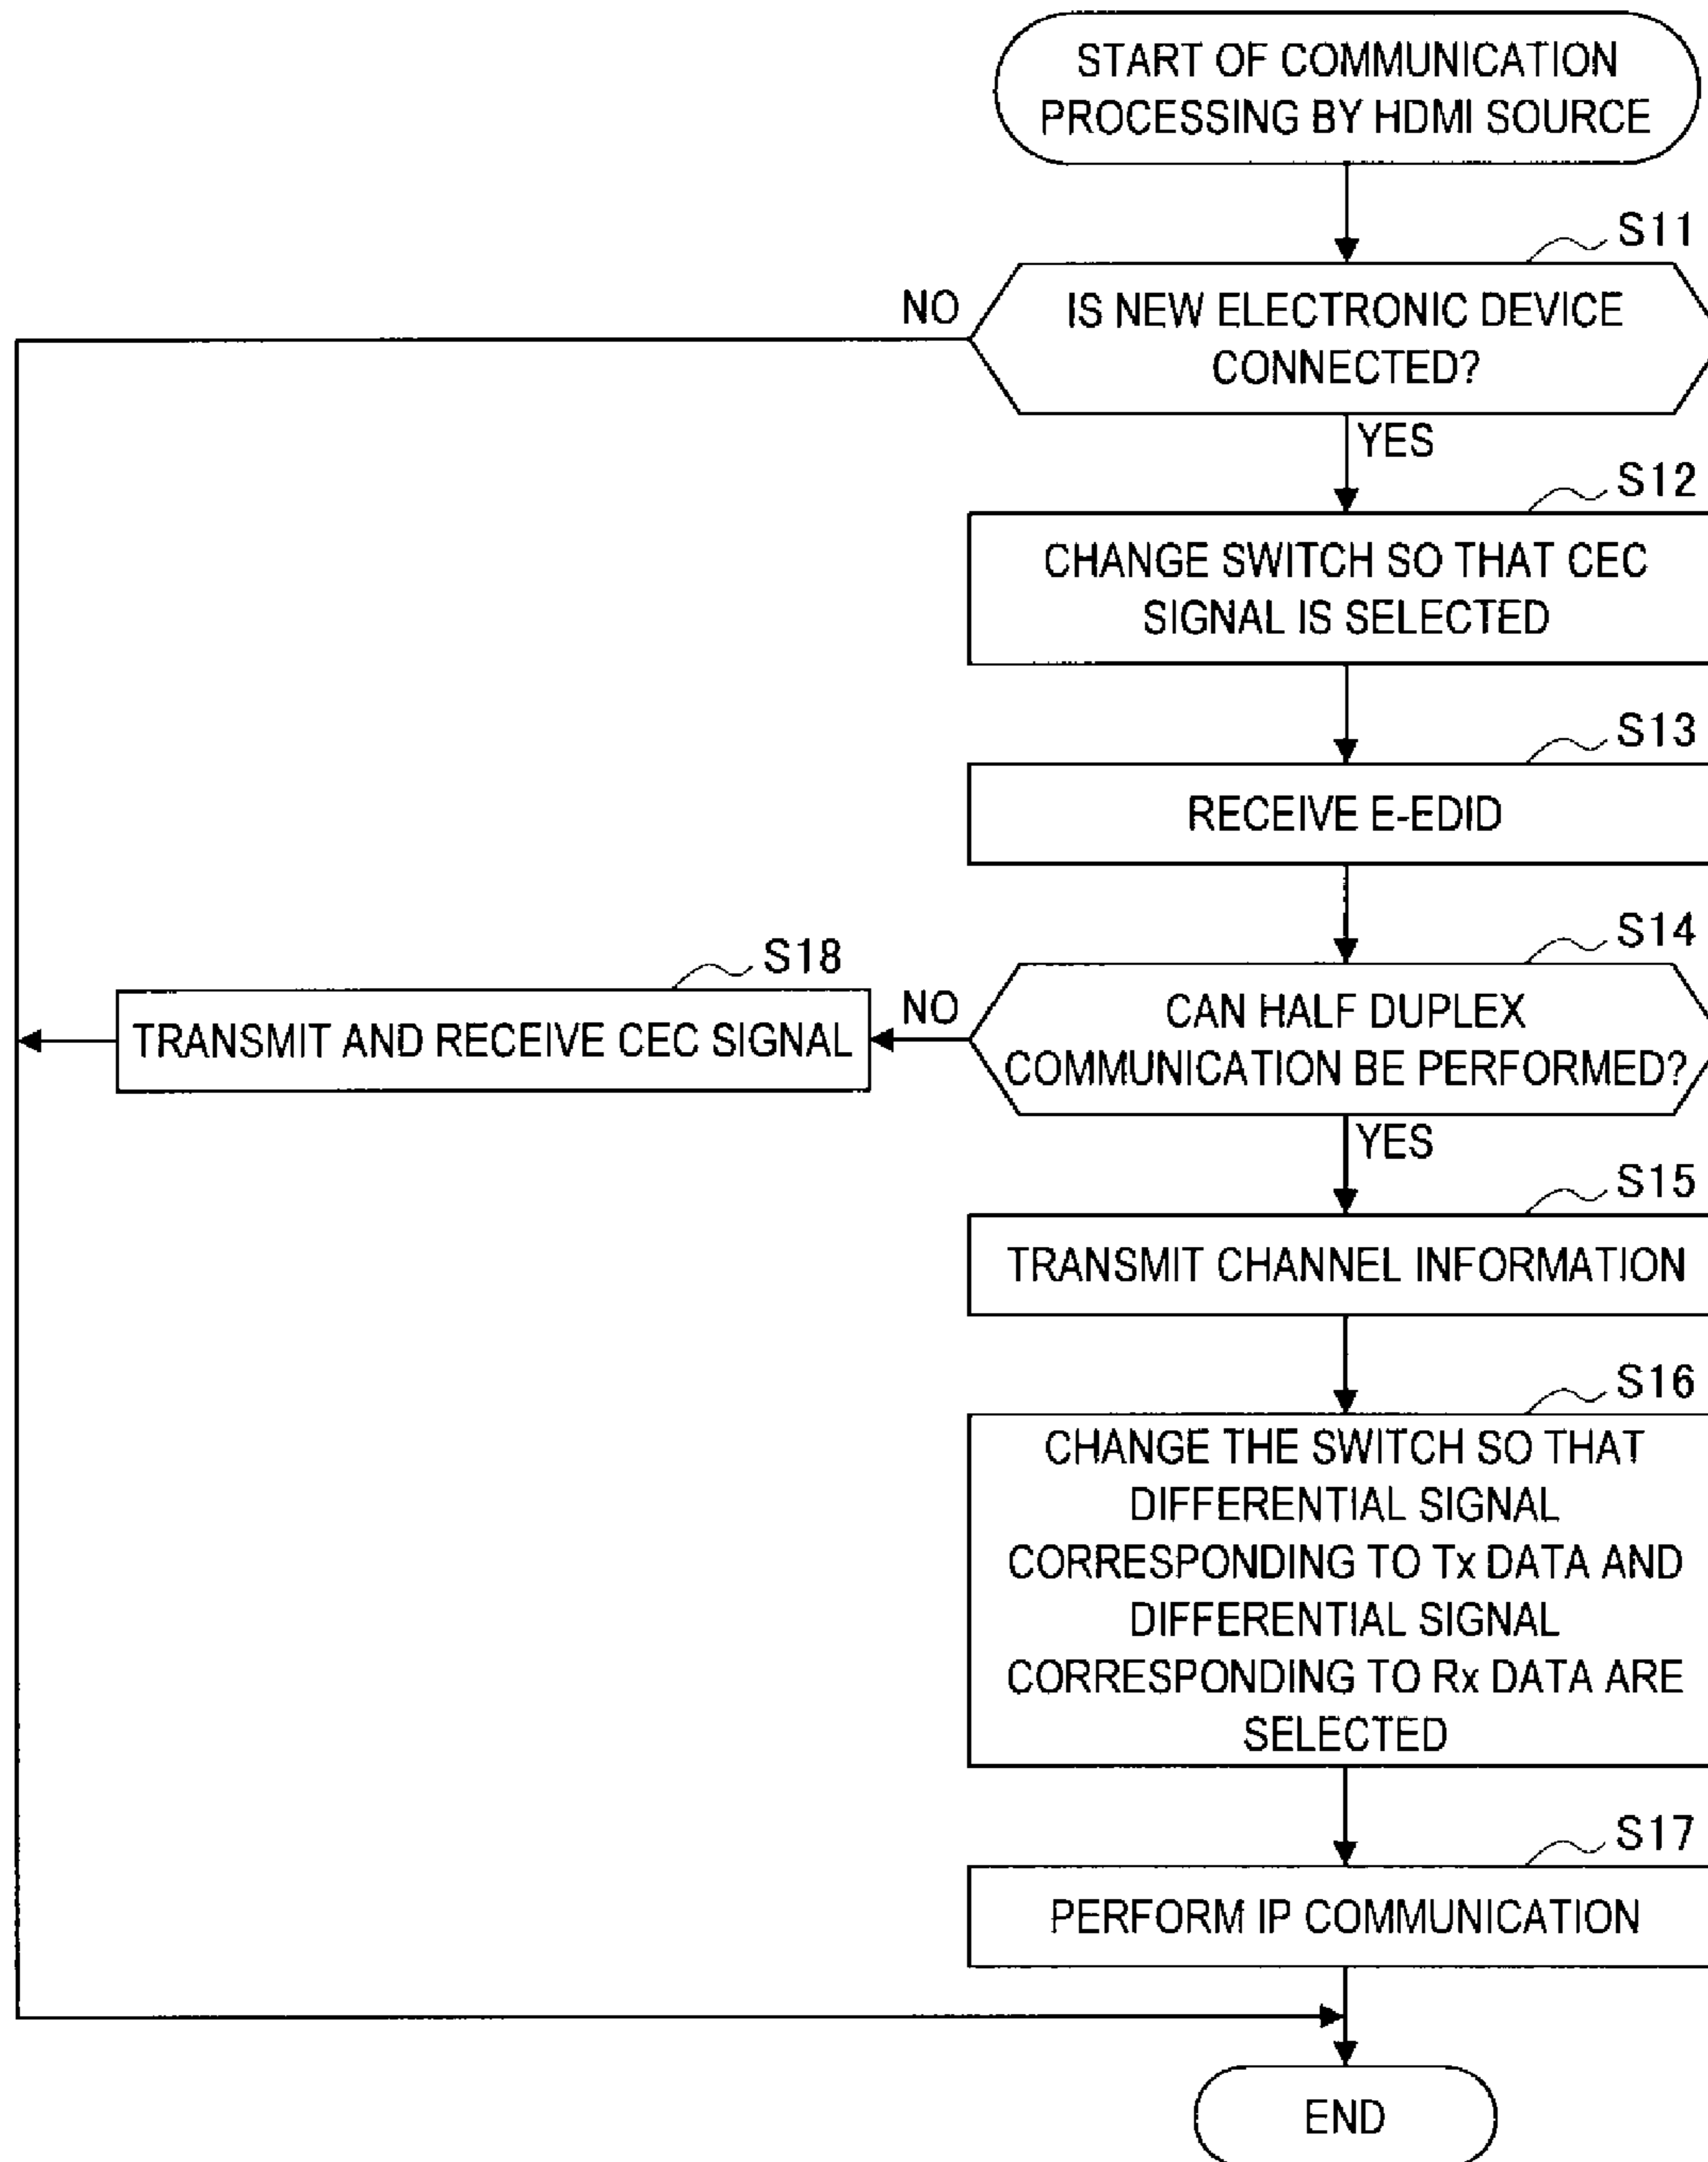 START OF COMMUNICATION
PROCESSING BY HDMI SOURCE
S11
NO
IS NEW ELECTRONIC DEVICE
CONNECTED?
YES
S12
CHANGE SWITCH SO THAT CEC
SIGNAL IS SELECTED
S13
RECEIVE E-EDID
S14
S18
NO
CAN HALF DUPLEX
COMMUNICATION BE PERFORMED?
TRANSMIT AND RECEIVE CEC SIGNAL
YES
S15
TRANSMIT CHANNEL INFORMATION
S16
CHANGE THE SWITCH SO THAT
DIFFERENTIAL SIGNAL
CORRESPONDING TO Tx DATA AND
DIFFERENTIAL SIGNAL
CORRESPONDING TO Rx DATA ARE
SELECTED
S17
PERFORM IP COMMUNICATION
END